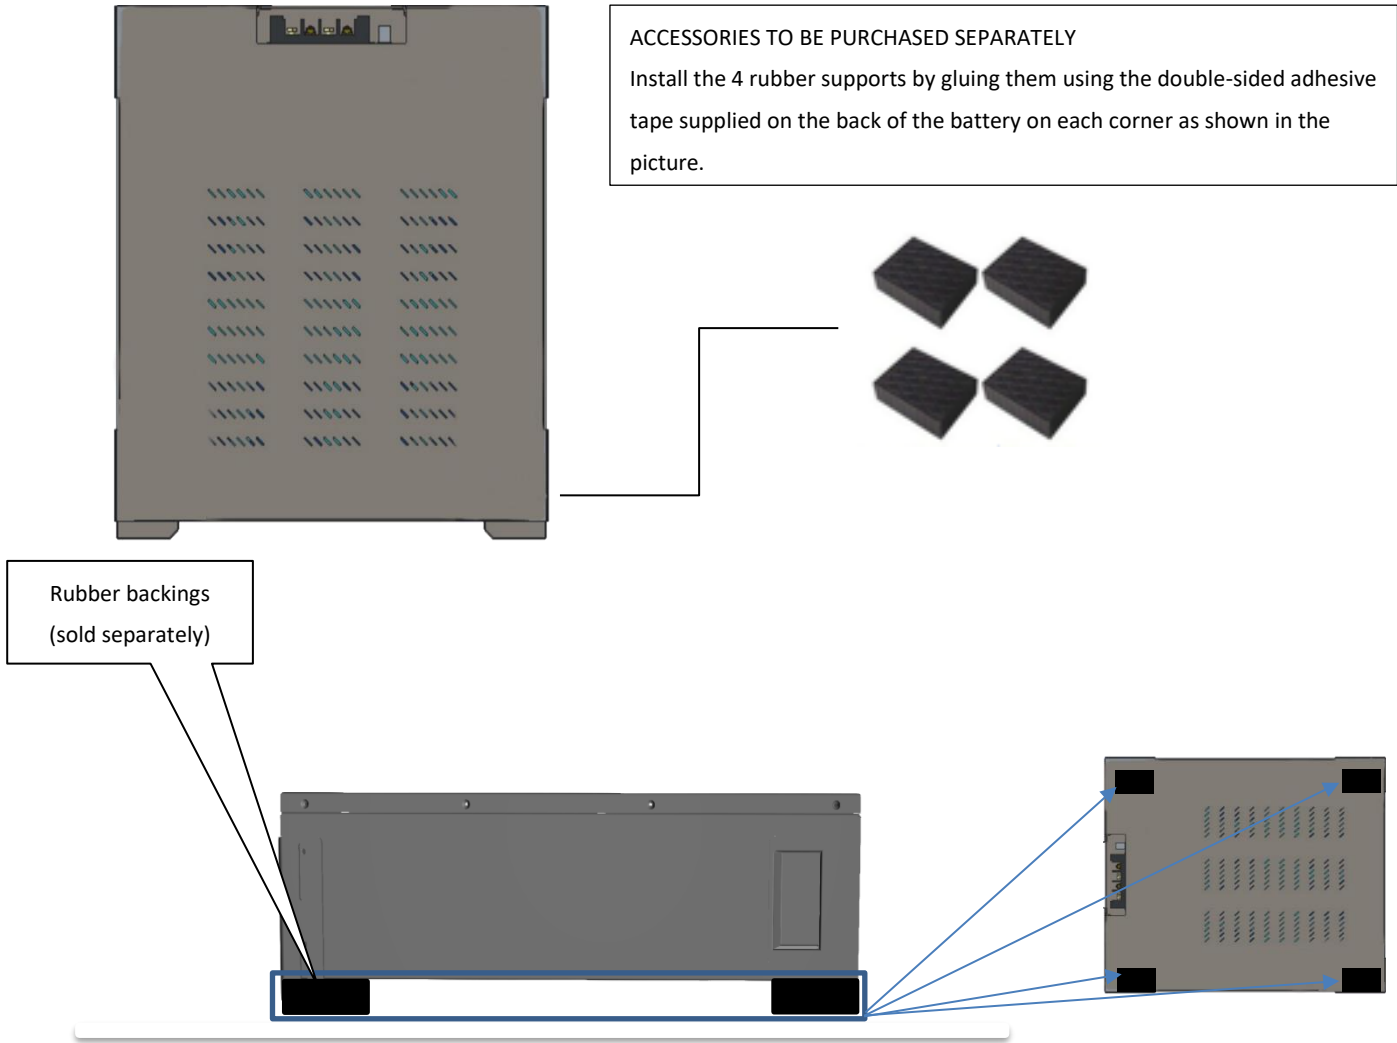 ACCESSORIES TO BE PURCHASED SEPARATELY
Install the 4 rubber supports by gluing them using the double-sided adhesive
tape supplied on the back of the battery on each corner as shown in the
picture.
Rubber backings
(sold separately)